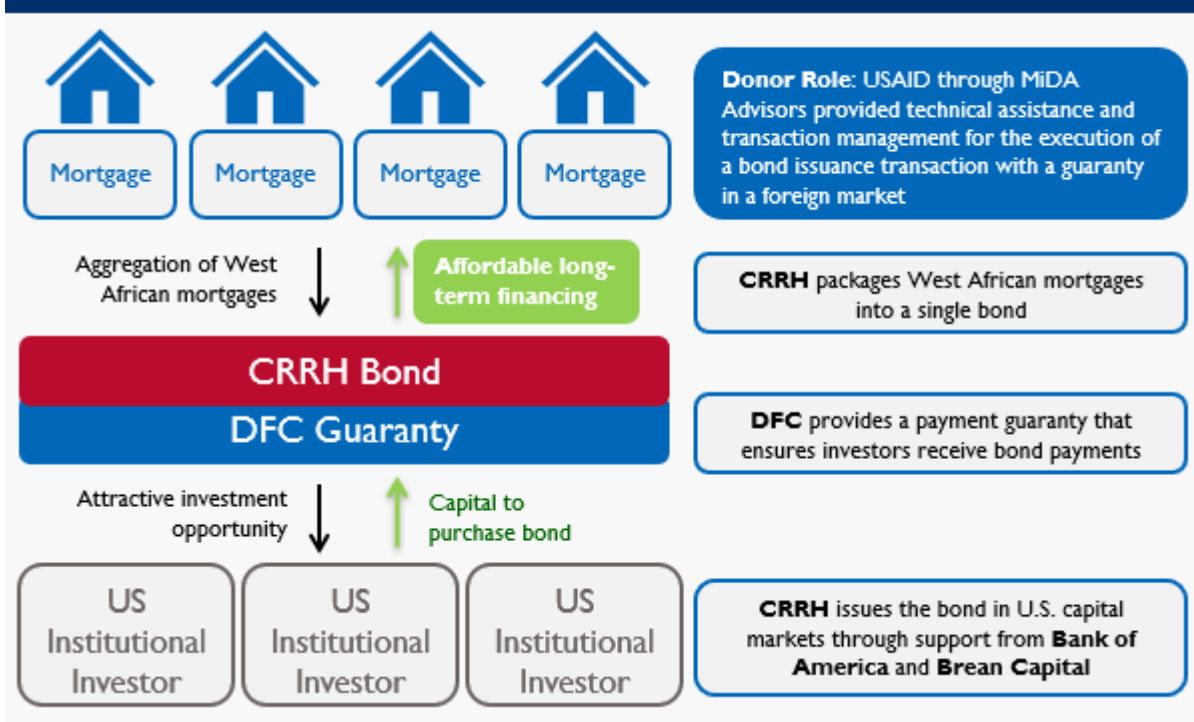 Donor Role: USAID through MiDA
Advisors provided technical assistance and
transaction management for the execution of
a bond issuance transaction with a guaranty
in a foreign market
Mortgage
Mortgage
Mortgage
Mortgage
Aggregation of West
African mortgages
Affordable long-
term financing
CRRH packages West African mortgages
into a single bond
CRRH Bond
DFC Guaranty
DFC provides a payment guaranty that
ensures investors receive bond payments
Attractive investment
opportunity
Capital to
purchase bond
US
Institutional
Investor
US
Institutional
Investor
US
Institutional
Investor
CRRH issues the bond in U.S. capital
markets through support from Bank of
America and Brean Capital